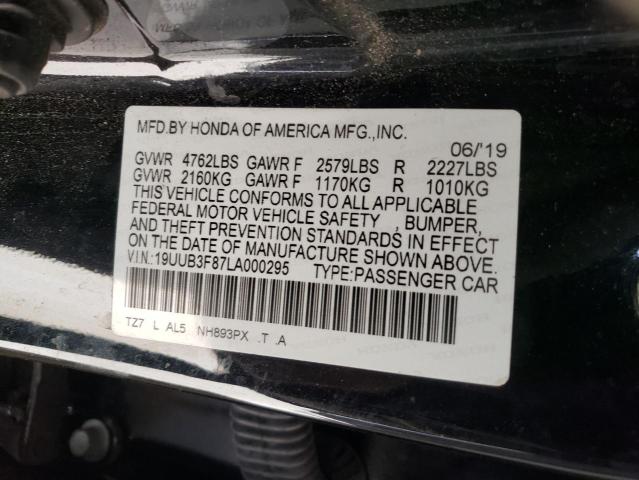 MFD.BY HONDA OF AMERICA MFG.,INC.
06/'19
GVWR 4762LBS GAWR F 2579LBS R 2227LBS
GVWR 2160KG GAWR F 1170KG R 1010KG
THIS VEHICLE CONFORMS TO ALL APPLICABLE
FEDERAL MOTOR VEHICLE SAFETY , BUMPER,
AND THEFT PREVENTION STANDARDS IN EFFECT
ON THE DATE OF MANUFACTURE SHOWN ABOVE.
V.I.N.:19UUB3F87LA000295 TYPE:PASSENGER CAR
TZ7 L AL5 NH893PX .T .A